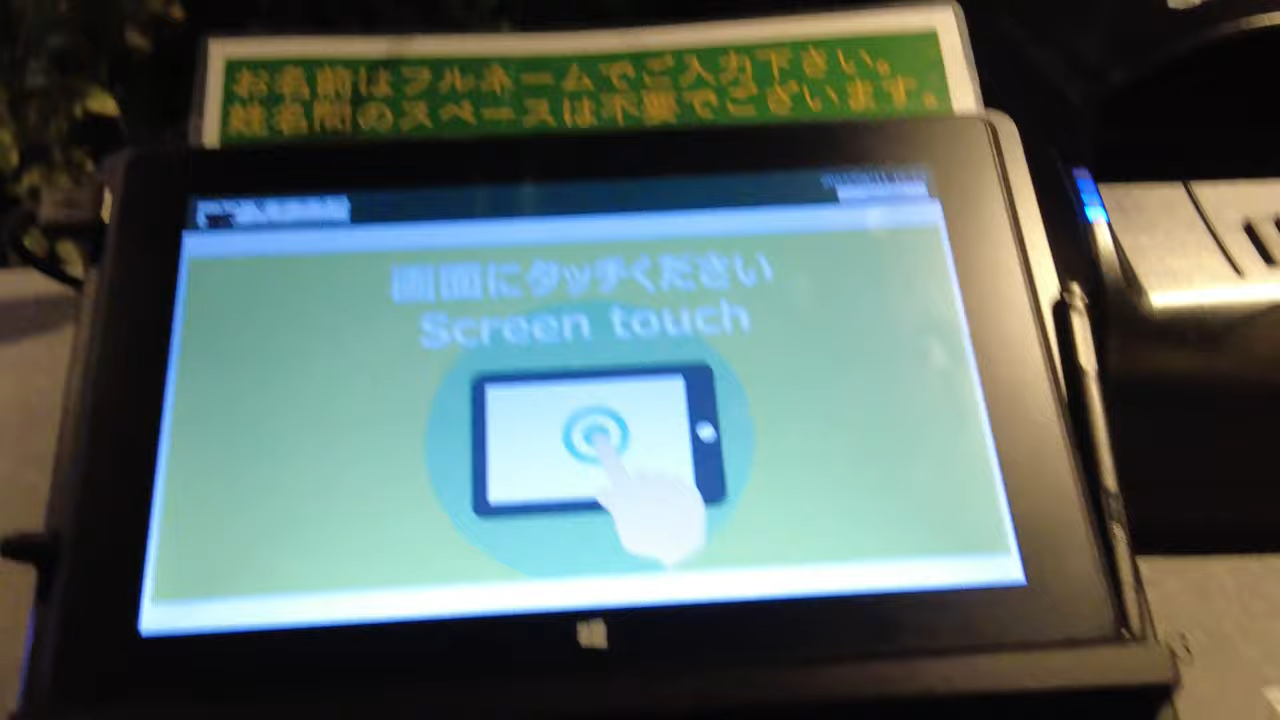 お名前はフルネームでご入力下さい。
姓名間のスペースは不要でございます。
画面にタッチください
Screen touch